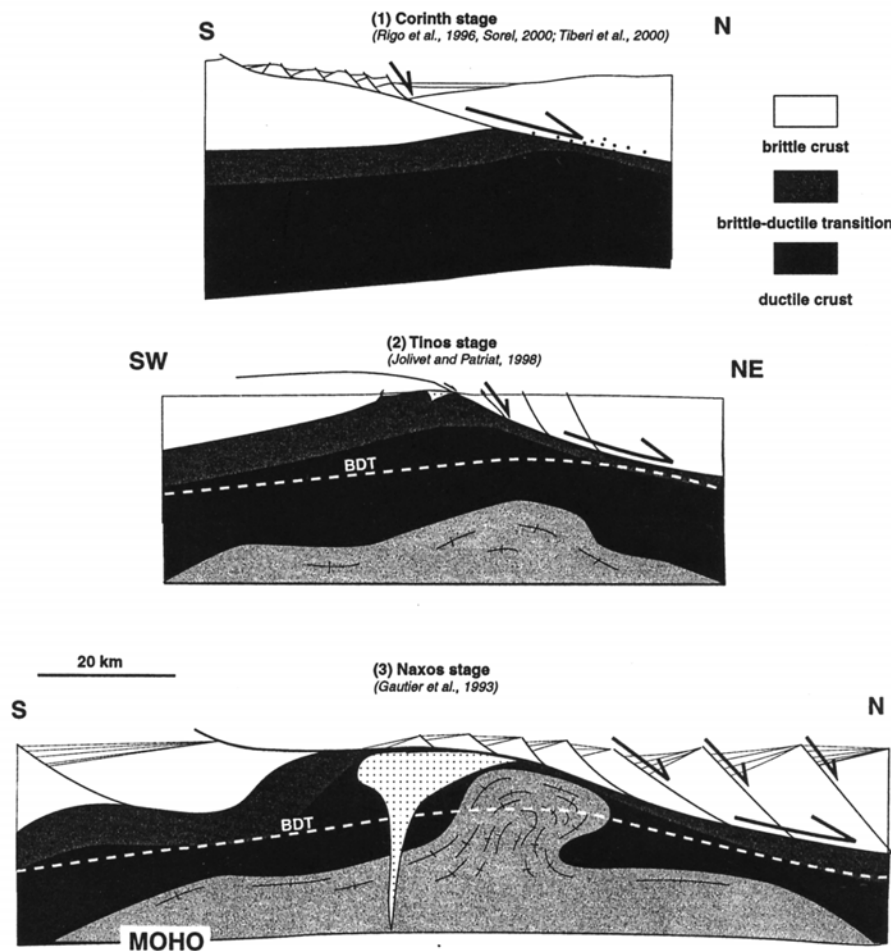 (1) Corinth stage
S
(Rigo et al., 1996, Sorel, 2000; Tiberi et al., 2000)
N
brittle crust
brittle-ductile transition
ductile crust
(2) Tinos stage
(Jolivet and Patriat, 1998)
SW
NE
BDT
20 km
(3) Naxos stage
(Gautier et al., 1993)
S
N
BDT
MOHO